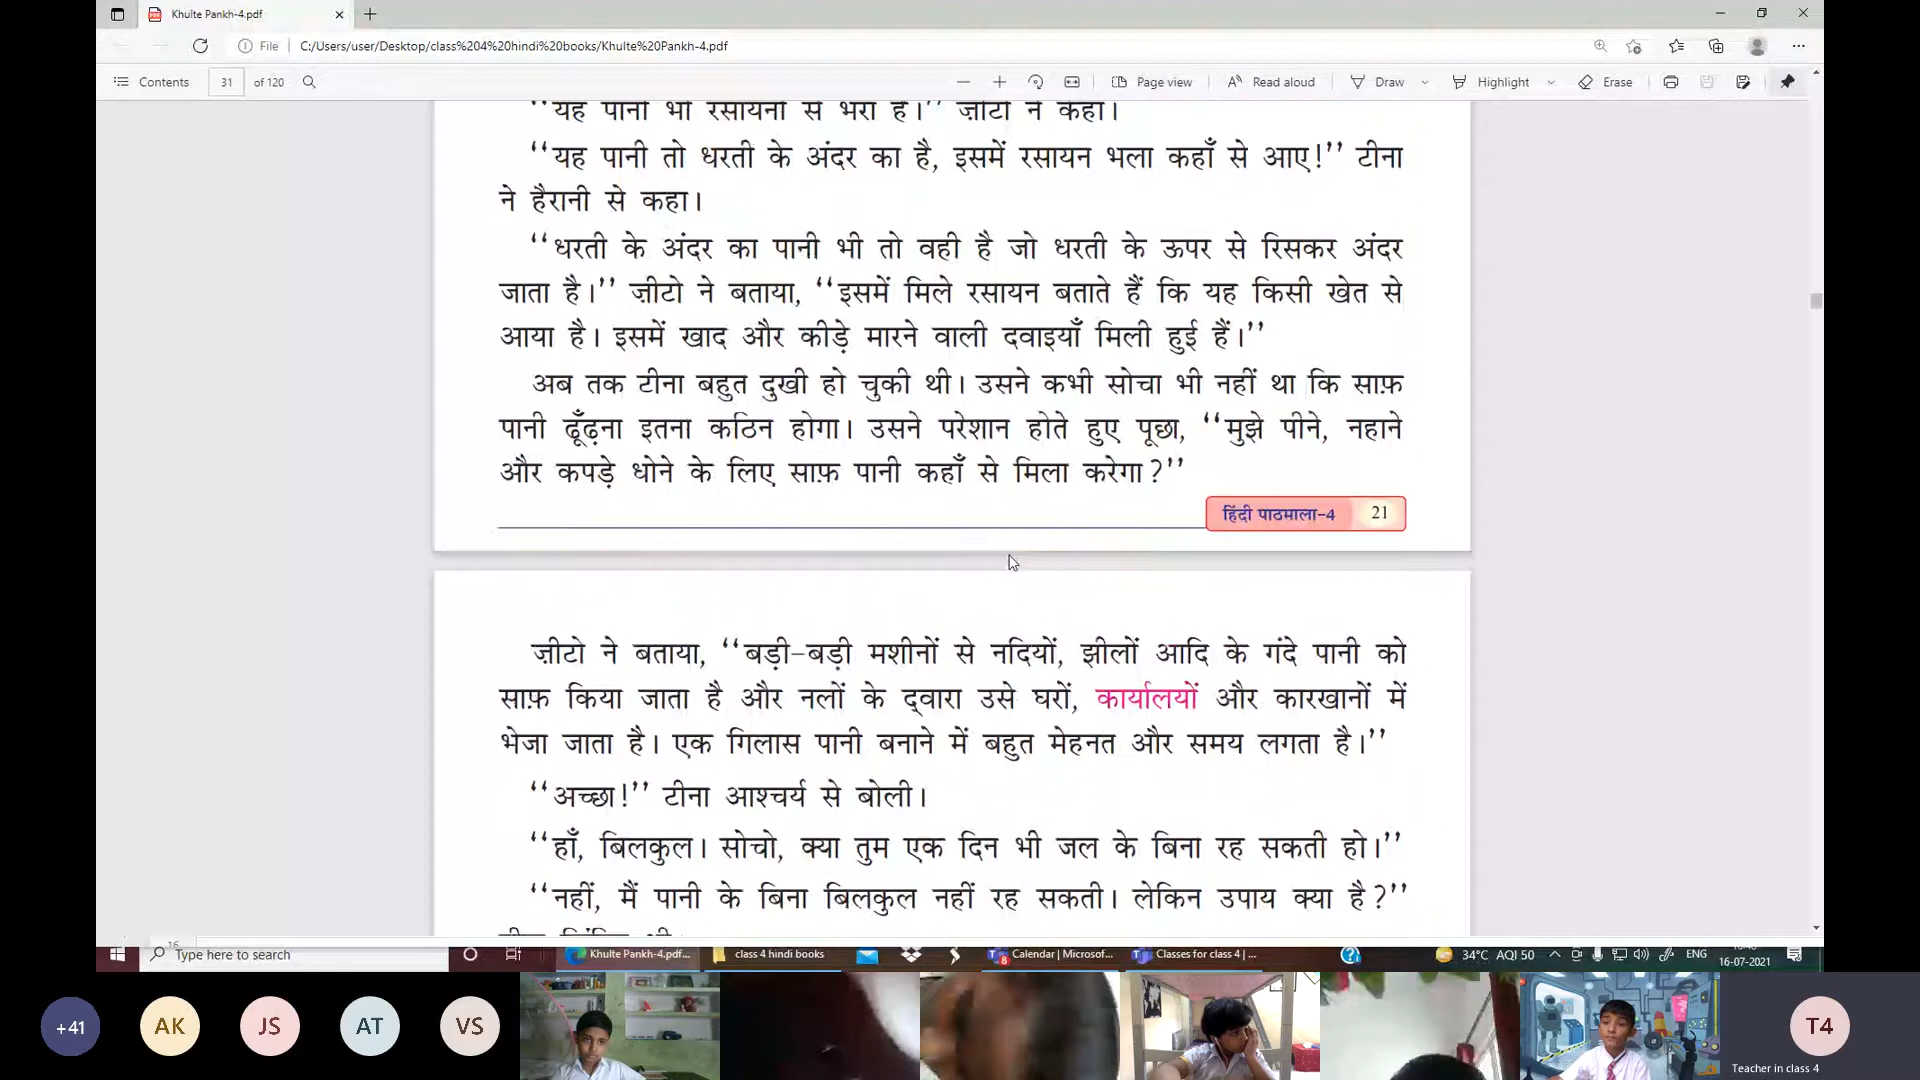 Khulte Pankh-4.pdf
File C:/Users/user/Desktop/class%204%20hindi%20books/Khulte%20Pankh-4.pdf
Contents 31 of 120 Page view Read aloud Draw Highlight Erase
‘‘यह पानी भी रसायनों से भरा है।’’ ज़ीटो ने कहा।
‘‘यह पानी तो धरती के अंदर का है, इसमें रसायन भला कहाँ से आए!’’ टीना
ने हैरानी से कहा।
‘‘धरती के अंदर का पानी भी तो वही है जो धरती के ऊपर से रिसकर अंदर
जाता है।’’ ज़ीटो ने बताया, ‘‘इसमें मिले रसायन बताते हैं कि यह किसी खेत से
आया है। इसमें खाद और कीड़े मारने वाली दवाइयाँ मिली हुई हैं।’’
अब तक टीना बहुत दुखी हो चुकी थी। उसने कभी सोचा भी नहीं था कि साफ़
पानी ढूँढ़ना इतना कठिन होगा। उसने परेशान होते हुए पूछा, ‘‘मुझे पीने, नहाने
और कपड़े धोने के लिए साफ़ पानी कहाँ से मिला करेगा?’’
हिंदी पाठमाला-4 21
ज़ीटो ने बताया, ‘‘बड़ी-बड़ी मशीनों से नदियों, झीलों आदि के गंदे पानी को
साफ़ किया जाता है और नलों के द्वारा उसे घरों, कार्यालयों और कारखानों में
भेजा जाता है। एक गिलास पानी बनाने में बहुत मेहनत और समय लगता है।’’
‘‘अच्छा!’’ टीना आश्चर्य से बोली।
‘‘हाँ, बिलकुल। सोचो, क्या तुम एक दिन भी जल के बिना रह सकती हो।’’
‘‘नहीं, मैं पानी के बिना बिलकुल नहीं रह सकती। लेकिन उपाय क्या है?’’
Type here to search Khulte Pankh-4.pdf... class 4 hindi books Calendar | Microsof... Classes for class 4 | ... 34°C AQI 50 ENG
16-07-2021
+41 AK JS AT VS T4
Teacher in class 4